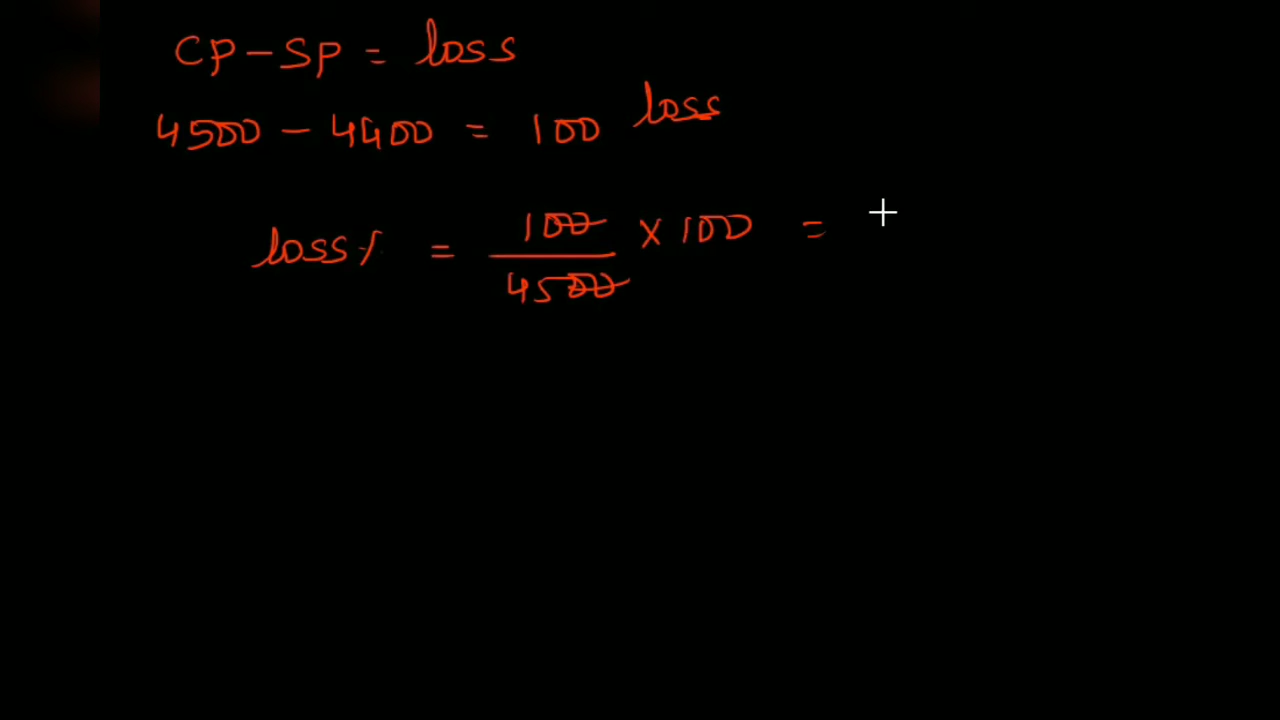 CP - SP = loss
4500 - 4400 = 100 loss
loss% = 100/4500 × 100 =